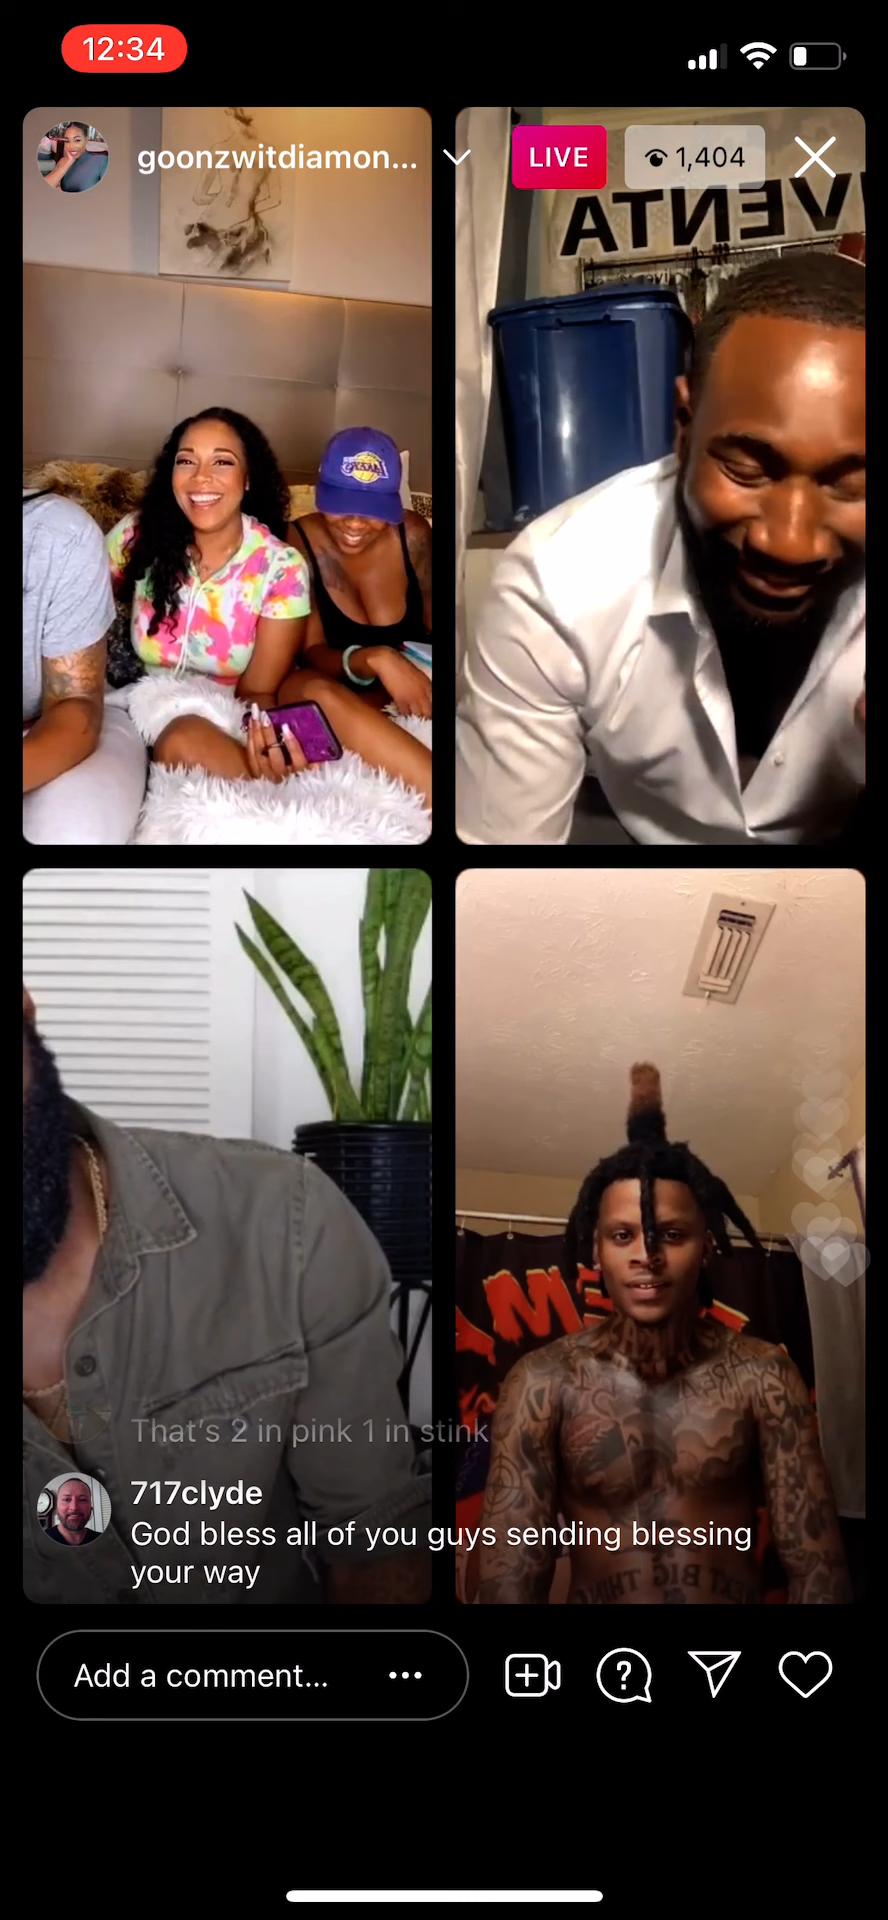 12:34
goonzwitdiamon...
LIVE
1,404
VENTA
That's 2 in pink 1 in stink
717clyde
God bless all of you guys sending blessing
your way
Add a comment...